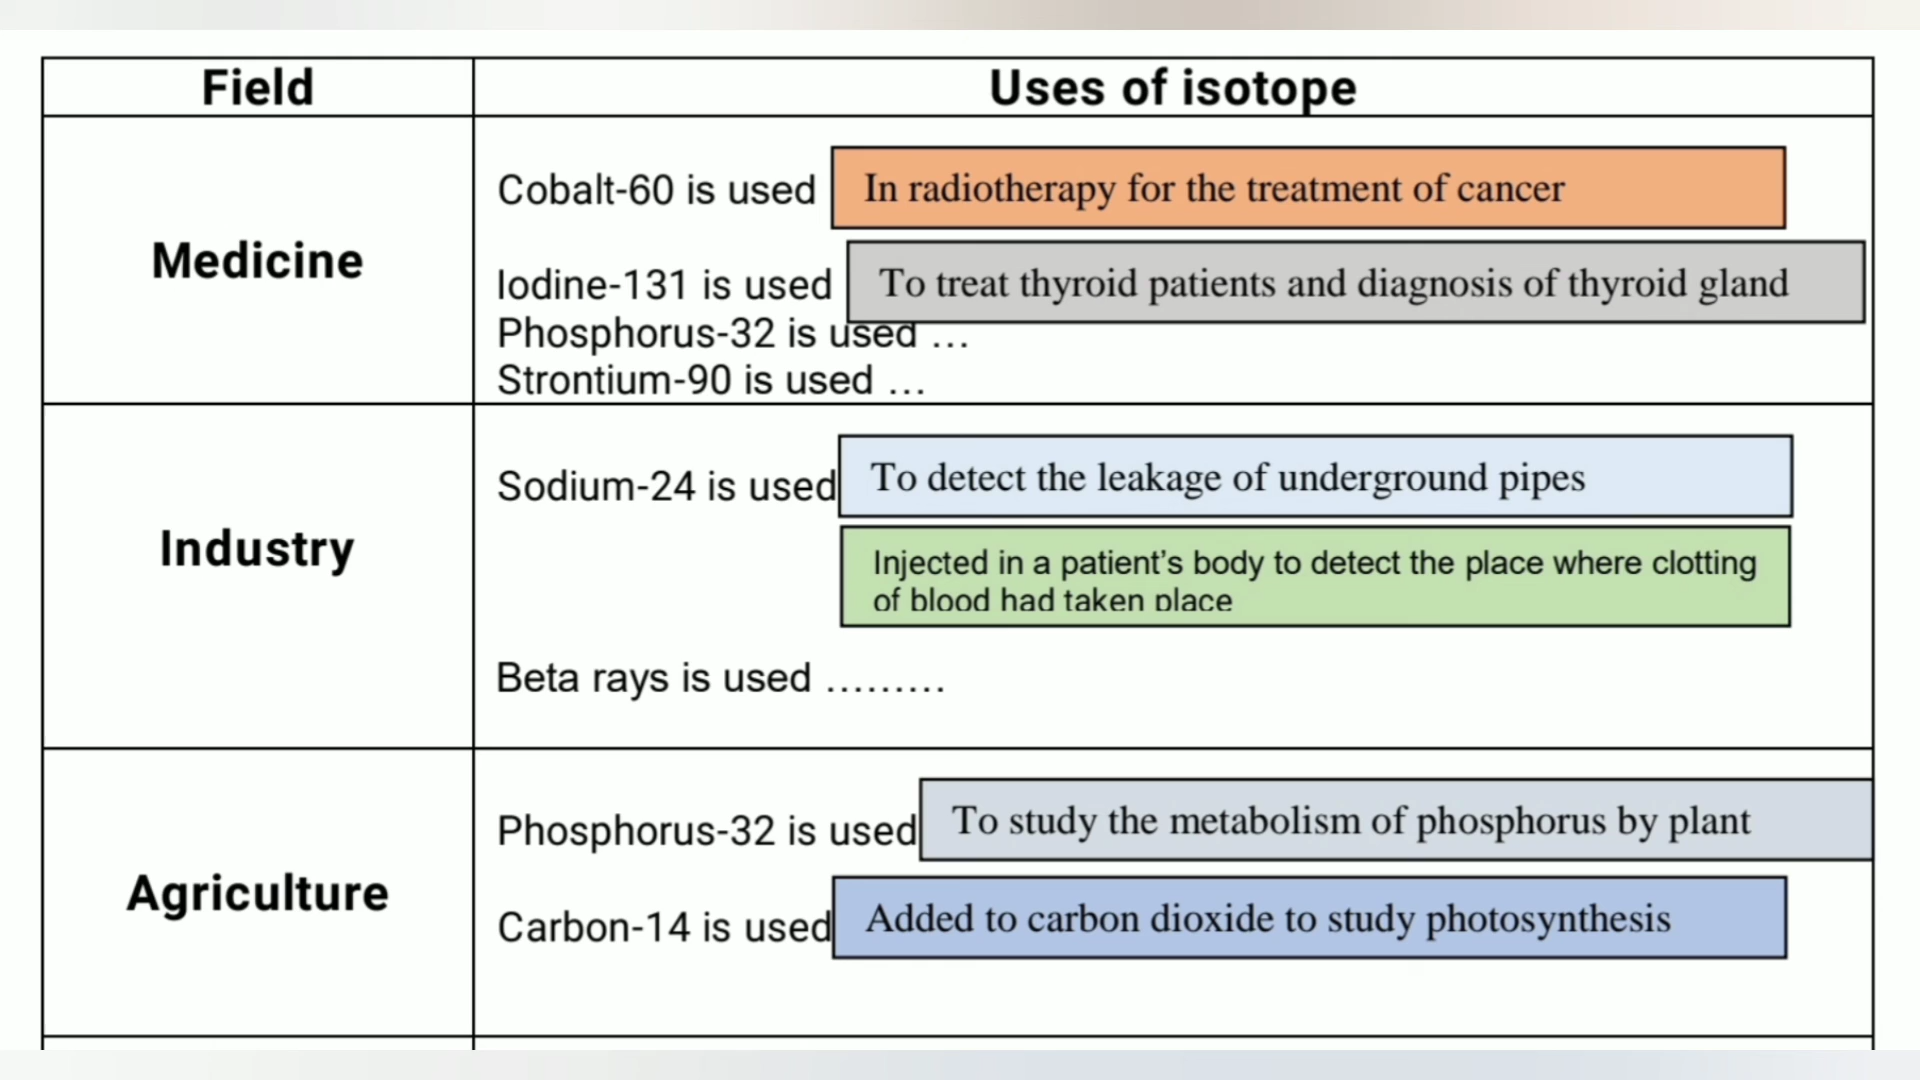 Field
Uses of isotope
Medicine
Cobalt-60 is used
In radiotherapy for the treatment of cancer
Iodine-131 is used
To treat thyroid patients and diagnosis of thyroid gland
Phosphorus-32 is used ...
Strontium-90 is used ...
Industry
Sodium-24 is used
To detect the leakage of underground pipes
Injected in a patient’s body to detect the place where clotting
of blood had taken place
Beta rays is used .........
Agriculture
Phosphorus-32 is used
To study the metabolism of phosphorus by plant
Carbon-14 is used
Added to carbon dioxide to study photosynthesis